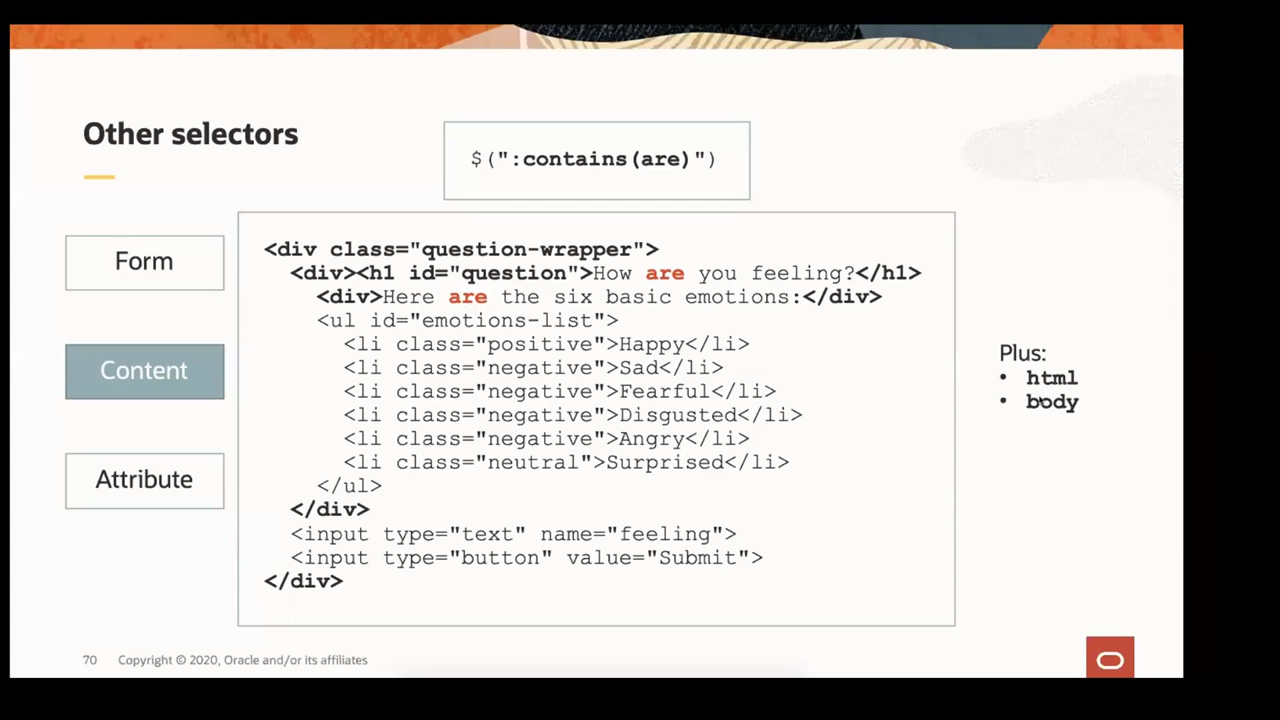 Other selectors
$(":contains(are)")
Form
Content
Attribute
<div class="question-wrapper">
<div><h1 id="question">How are you feeling?</h1>
<div>Here are the six basic emotions:</div>
<ul id="emotions-list">
<li class="positive">Happy</li>
<li class="negative">Sad</li>
<li class="negative">Fearful</li>
<li class="negative">Disgusted</li>
<li class="negative">Angry</li>
<li class="neutral">Surprised</li>
</ul>
</div>
<input type="text" name="feeling">
<input type="button" value="Submit">
</div>
Plus:
• html
• body
70 Copyright © 2020, Oracle and/or its affiliates